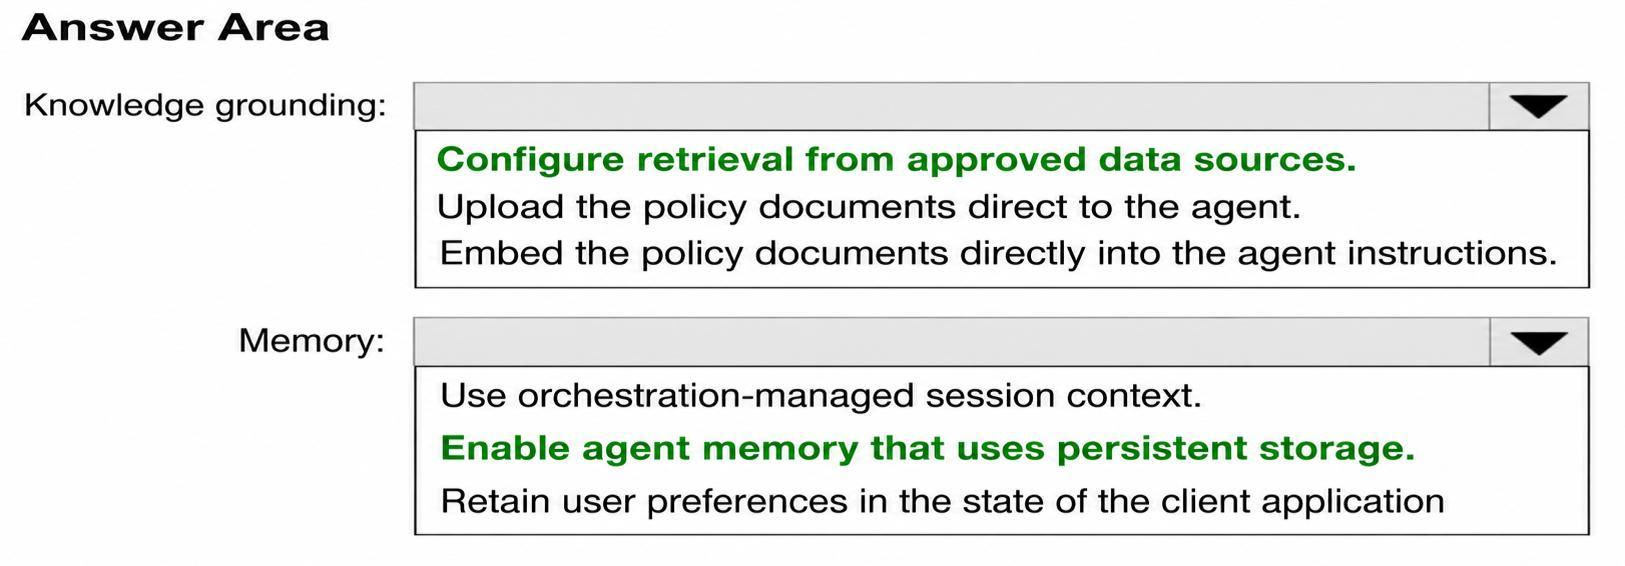 Answer Area
Knowledge grounding:
Configure retrieval from approved data sources.
Upload the policy documents direct to the agent.
Embed the policy documents directly into the agent instructions.
Memory:
Use orchestration-managed session context.
Enable agent memory that uses persistent storage.
Retain user preferences in the state of the client application